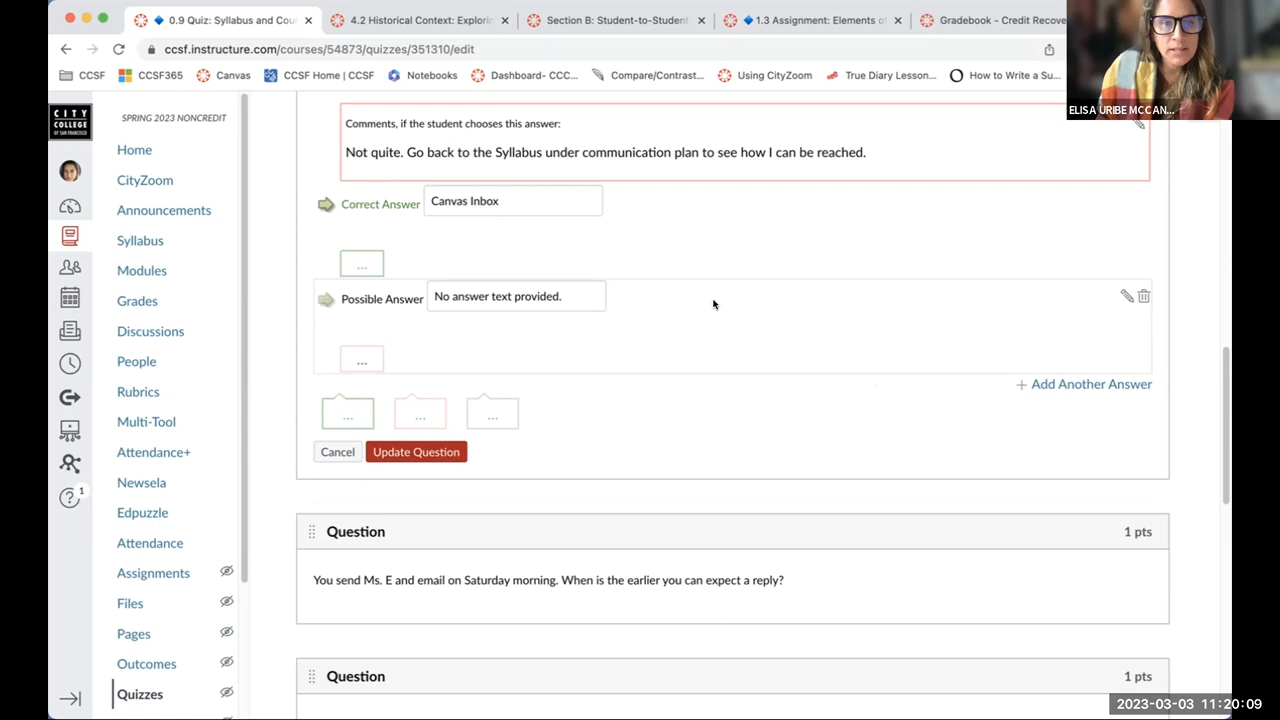 0.9 Quiz: Syllabus and Cou
4.2 Historical Context: Explorin
Section B: Student-to-Student
1.3 Assignment: Elements of
Gradebook - Credit Recove
ccsf.instructure.com/courses/54873/quizzes/351310/edit
CCSF
CCSF365
Canvas
CCSF Home | CCSF
Notebooks
Dashboard- CCC...
Compare/Contrast...
Using CityZoom
True Diary Lesson...
How to Write a Su...
ELISA URIBE MCCAN...
CITY
COLLEGE
OF SAN FRANCISCO
SPRING 2023 NONCREDIT
Home
CityZoom
Announcements
Syllabus
Modules
Grades
Discussions
People
Rubrics
Multi-Tool
Attendance+
Newsela
Edpuzzle
Attendance
Assignments
Files
Pages
Outcomes
Quizzes
1
Comments, if the student chooses this answer:
Not quite. Go back to the Syllabus under communication plan to see how I can be reached.
Correct Answer
Canvas Inbox
...
Possible Answer
No answer text provided.
...
+ Add Another Answer
... ... ...
Cancel
Update Question
Question
1 pts
You send Ms. E and email on Saturday morning. When is the earlier you can expect a reply?
Question
1 pts
2023-03-03 11:20:09